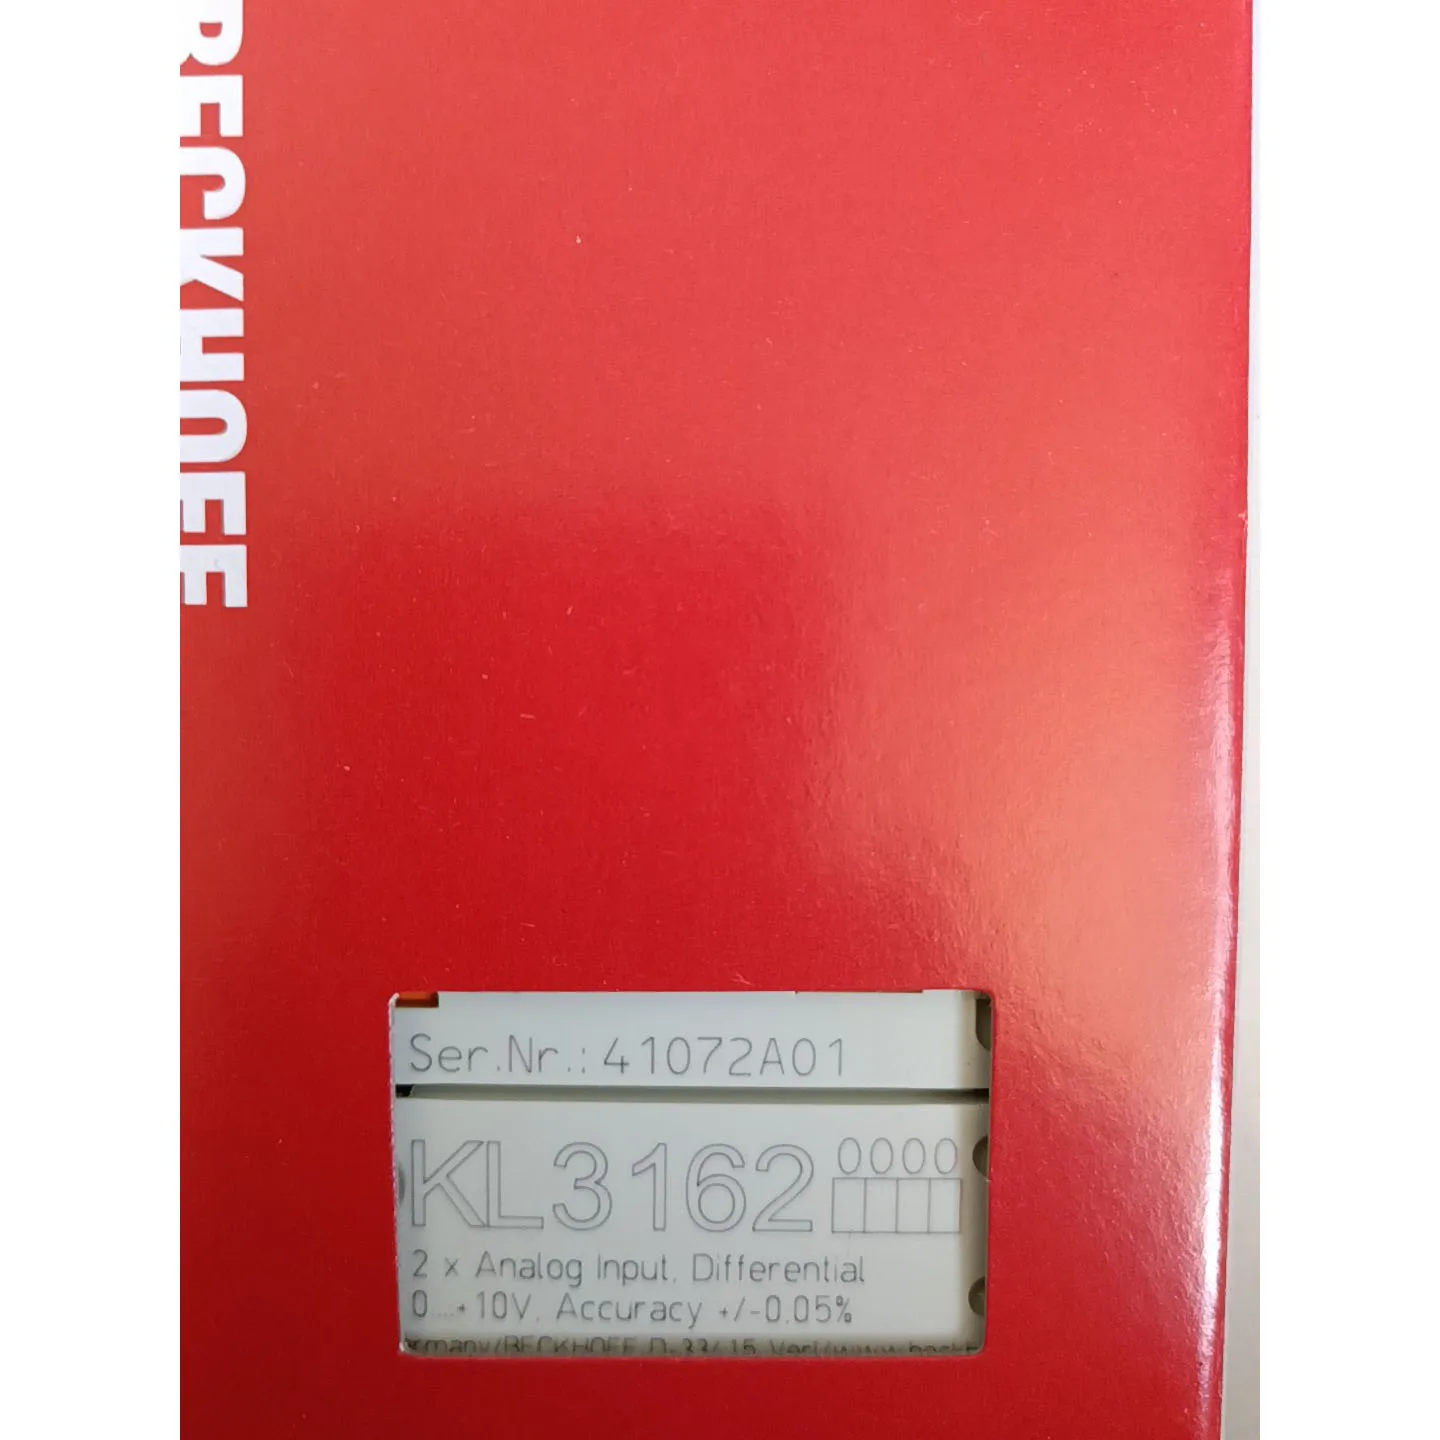 BECKHOFF
Ser.Nr.: 41072A01
KL3162 0000
2 x Analog Input, Differential
0....+10V, Accuracy +/-0,05%